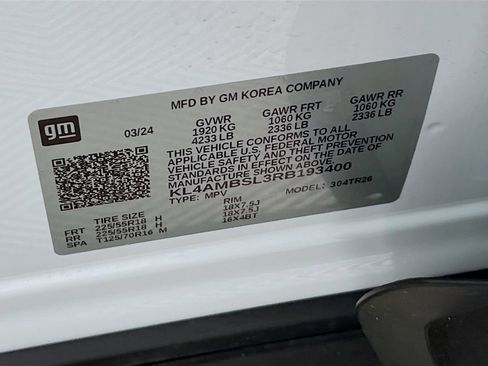 gm
MFD BY GM KOREA COMPANY
03/24
GVWR GAWR FRT GAWR RR
1920 KG 1060 KG 1060 KG
4233 LB 2336 LB 2336 LB
THIS VEHICLE CONFORMS TO ALL
APPLICABLE U.S. FEDERAL MOTOR
VEHICLE SAFETY AND THEFT PREVENTION
STANDARDS IN EFFECT ON THE DATE OF
MANUFACTURE SHOWN ABOVE.
KL4AMBSL3RB193400
TYPE: MPV MODEL: 304TR26
TIRE SIZE RIM
FRT 225/55R18 H 18X7.5J
RR 225/55R18 H 18X7.5J
SPA T125/70R16 M 16X4BT